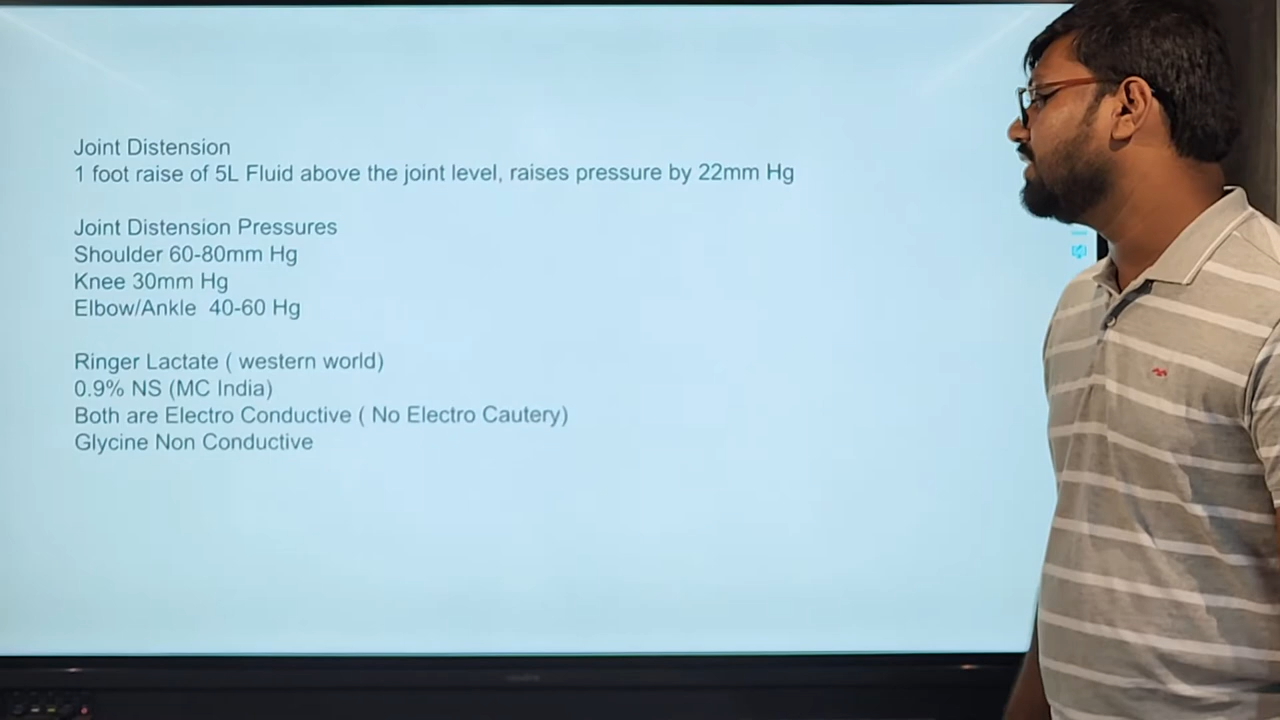 Joint Distension
1 foot raise of 5L Fluid above the joint level, raises pressure by 22mm Hg
Joint Distension Pressures
Shoulder 60-80mm Hg
Knee 30mm Hg
Elbow/Ankle 40-60 Hg
Ringer Lactate ( western world)
0.9% NS (MC India)
Both are Electro Conductive ( No Electro Cautery)
Glycine Non Conductive